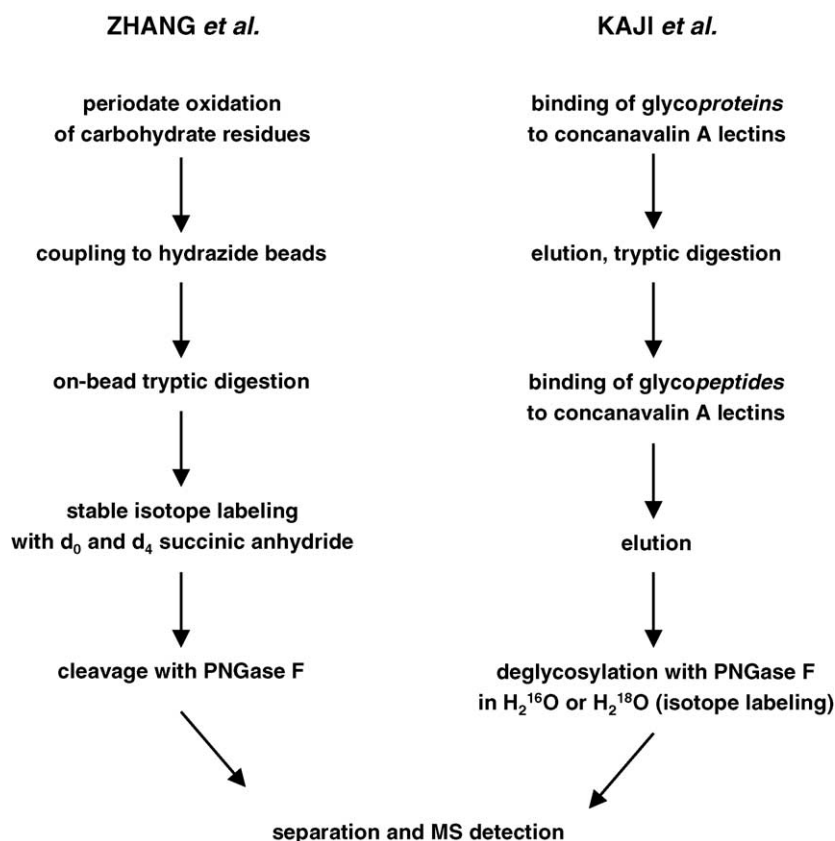 ZHANG et al.
periodate oxidation
of carbohydrate residues
coupling to hydrazide beads
on-bead tryptic digestion
stable isotope labeling
with d₀ and d₄ succinic anhydride
cleavage with PNGase F
KAJI et al.
binding of glycoproteins
to concanavalin A lectins
elution, tryptic digestion
binding of glycopeptides
to concanavalin A lectins
elution
deglycosylation with PNGase F
in H₂¹⁶O or H₂¹⁸O (isotope labeling)
separation and MS detection